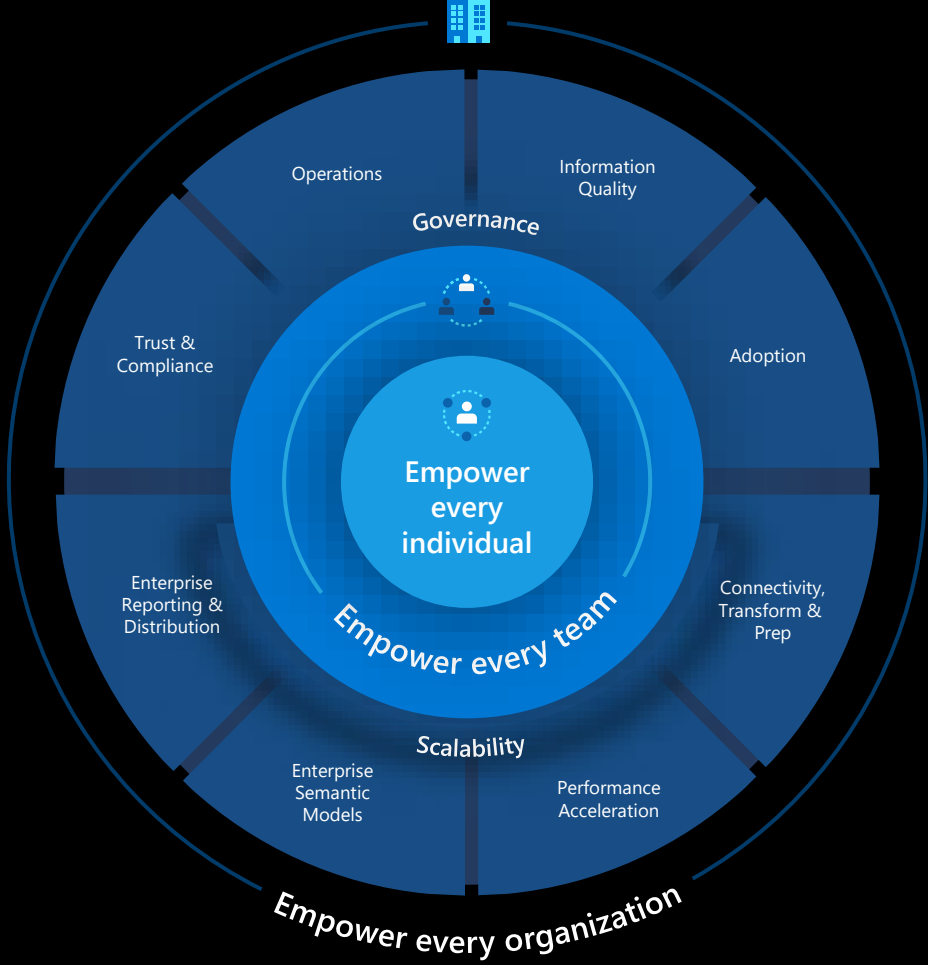 Operations
Information
Quality
Governance
Trust &
Compliance
Adoption
Empower
every
individual
Empower every team
Enterprise
Reporting &
Distribution
Connectivity,
Transform &
Prep
Scalability
Enterprise
Semantic
Models
Performance
Acceleration
Empower every organization